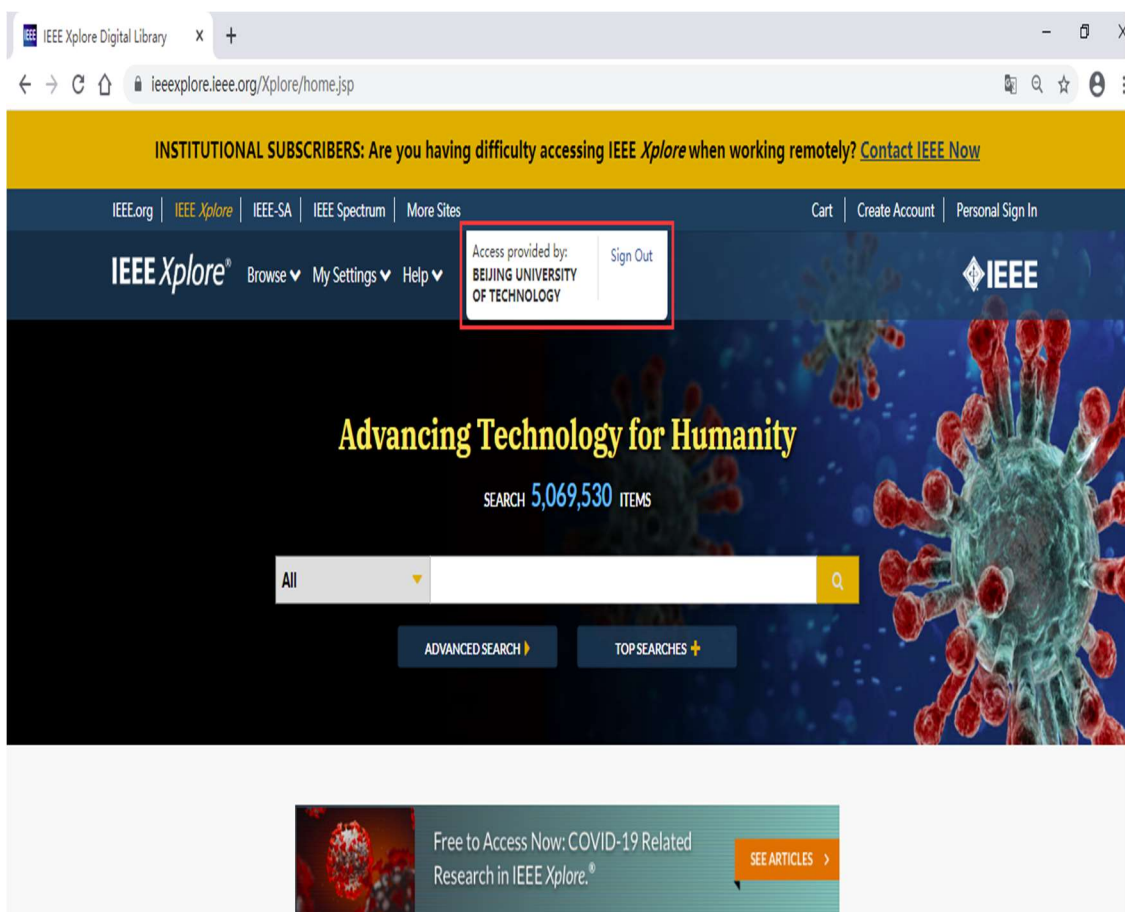 IEEE IEEE Xplore Digital Library
ieeexplore.ieee.org/Xplore/home.jsp
INSTITUTIONAL SUBSCRIBERS: Are you having difficulty accessing IEEE Xplore when working remotely? Contact IEEE Now
IEEE.org | IEEE Xplore | IEEE-SA | IEEE Spectrum | More Sites
Cart | Create Account | Personal Sign In
IEEE Xplore® Browse My Settings Help
Access provided by:
BEIJING UNIVERSITY
OF TECHNOLOGY
Sign Out
IEEE
Advancing Technology for Humanity
SEARCH 5,069,530 ITEMS
All
ADVANCED SEARCH TOP SEARCHES
Free to Access Now: COVID-19 Related
Research in IEEE Xplore.®
SEE ARTICLES